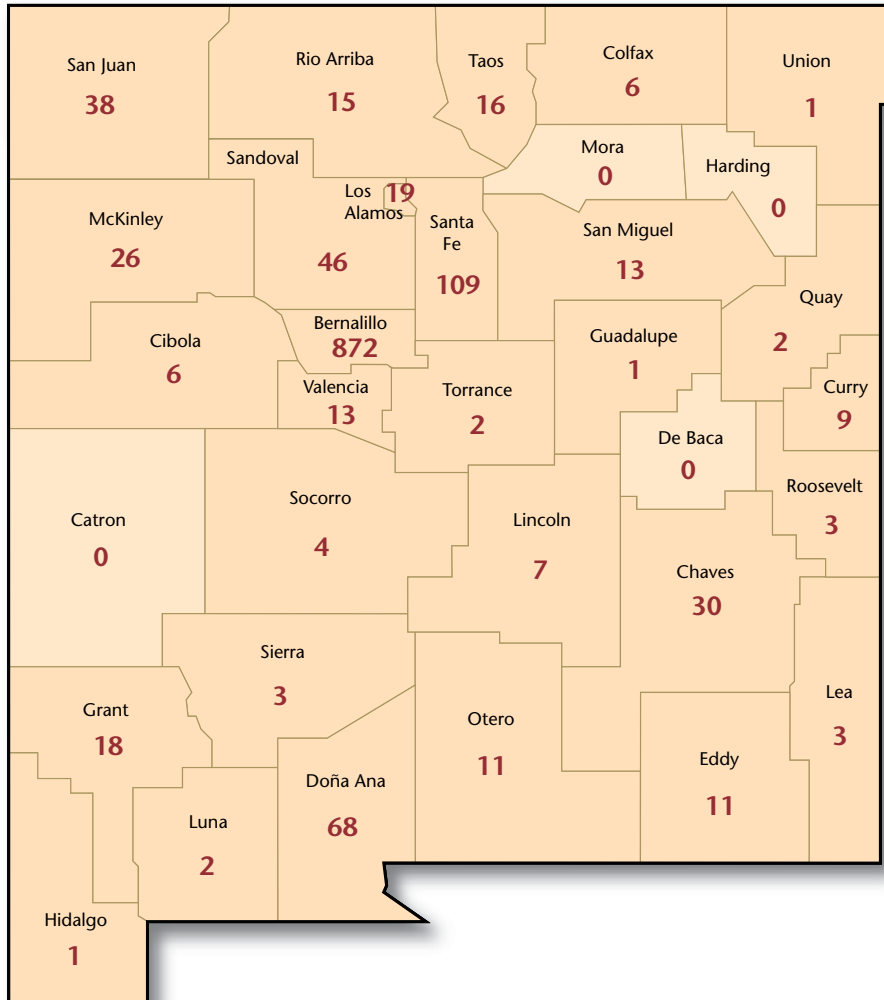 San Juan
38
Rio Arriba
15
Taos
16
Colfax
6
Union
1
Mora
0
Harding
0
Sandoval
46
Los
Alamos
19
Santa
Fe
109
San Miguel
13
McKinley
26
Quay
2
Bernalillo
872
Cibola
6
Guadalupe
1
Valencia
13
Torrance
2
Curry
9
De Baca
0
Roosevelt
3
Catron
0
Socorro
4
Lincoln
7
Chaves
30
Sierra
3
Lea
3
Grant
18
Otero
11
Eddy
11
Doña Ana
68
Luna
2
Hidalgo
1